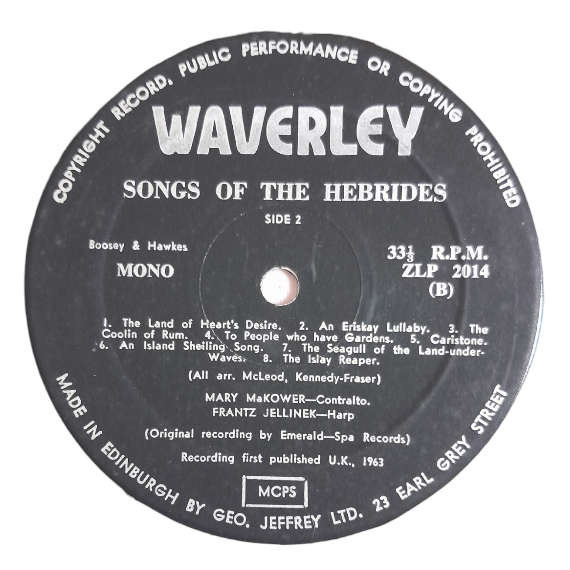 COPYRIGHT RECORD, PUBLIC PERFORMANCE OR COPYING PROHIBITED
WAVERLEY
SONGS OF THE HEBRIDES
SIDE 2
Boosey & Hawkes
MONO
33⅓ R.P.M.
ZLP 2014
(B)
1. The Land of Heart's Desire. 2. An Eriskay Lullaby. 3. The
Coolin of Rum. 4. To People who have Gardens. 5. Caristone.
6. An Island Sheiling Song. 7. The Seagull of the Land-under-
Waves. 8. The Islay Reaper.
(All arr. McLeod, Kennedy-Fraser)
MARY MaKOWER—Contralto.
FRANTZ JELLINEK—Harp
(Original recording by Emerald—Spa Records)
Recording first published U.K., 1963
MCPS
MADE IN EDINBURGH BY GEO. JEFFREY LTD. 23 EARL GREY STREET